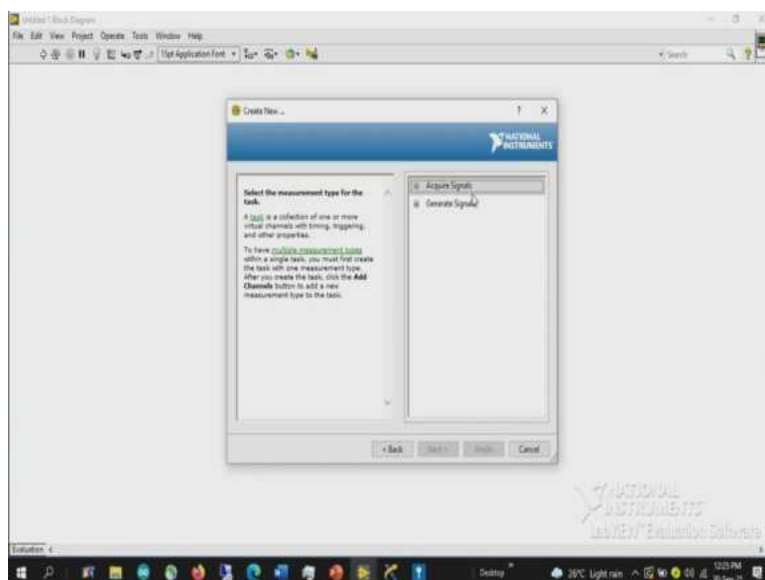 Untitled 1 Block Diagram
File Edit View Project Operate Tools Window Help
15pt Application Font
Search
Create New ...
NATIONAL
INSTRUMENTS
Select the measurement type for the
task.
A task is a collection of one or more
virtual channels with timing, triggering,
and other properties.
To have multiple measurement types
within a single task, you must first create
the task with one measurement type.
After you create the task, click the Add
Channels button to add a new
measurement type to the task.
Acquire Signals
Generate Signals
< Back
Next >
Finish
Cancel
NATIONAL
INSTRUMENTS
LabVIEW™ Evaluation Software
Evaluation
Desktop
26°C Light rain
12:25 PM